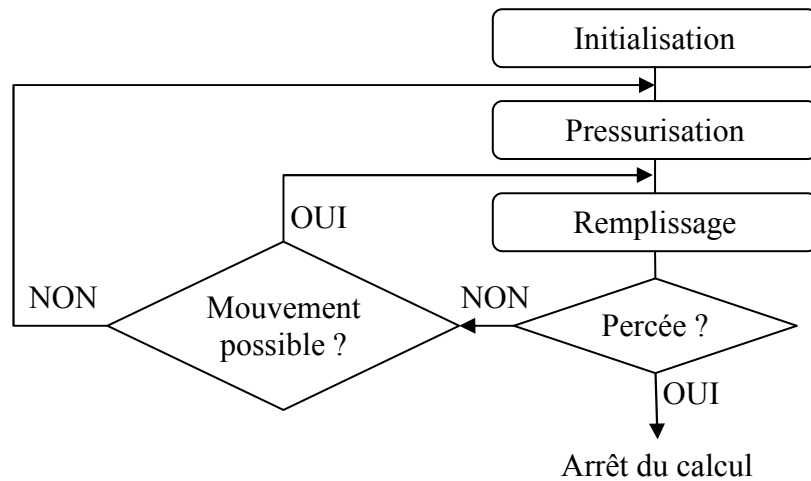 Initialisation
Pressurisation
Remplissage
OUI
NON
Mouvement
possible ?
NON
Percée ?
OUI
Arrêt du calcul